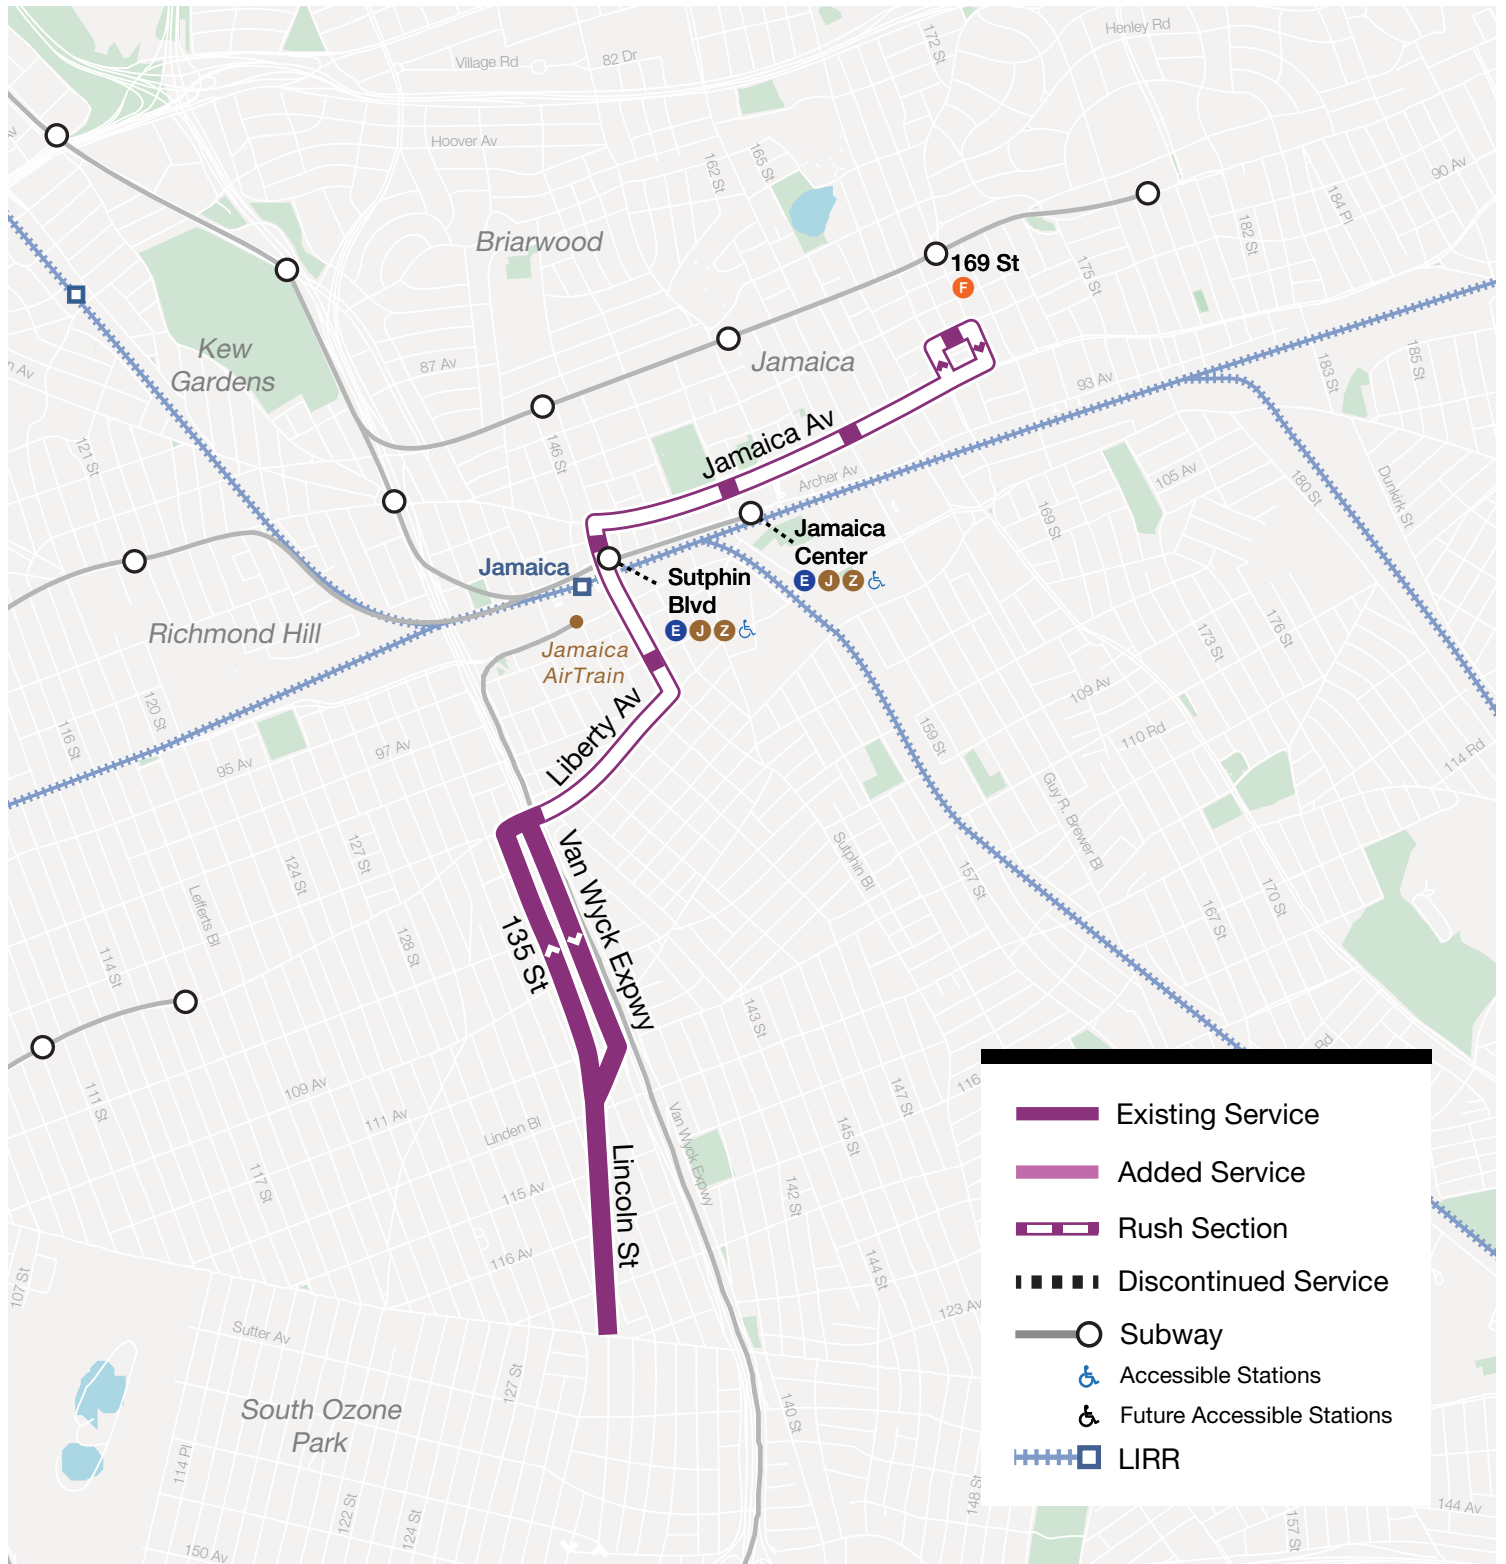 Henley Rd
172 St
Village Rd
82 Dr
Hoover Av
162 St
165 St
90 Av
184 Pl
182 St
175 St
Briarwood
169 St
F
Kew
Gardens
87 Av
Jamaica
93 Av
183 St
185 St
121 St
146 St
Jamaica Av
Archer Av
105 Av
180 St
Dunkirk St
169 St
Jamaica
Center
E J Z
Jamaica
Sutphin
Blvd
E J Z
Richmond Hill
Jamaica
AirTrain
173 St
176 St
109 Av
110 Rd
114 Rd
120 St
116 St
95 Av
97 Av
Liberty Av
159 St
Guy R. Brewer Bl
Sutphin Bl
157 St
127 St
124 St
Lefferts Bl
128 St
114 St
135 St
Van Wyck Expwy
167 St
170 St
143 St
Rd
111 St
109 Av
111 Av
Linden Bl
Van Wyck Expwy
147 St
116
145 St
117 St
115 Av
116 Av
Lincoln St
142 St
144 St
123 Av
107 St
Sutter Av
127 St
140 St
South Ozone
Park
114 Pl
122 St
124 St
150 Av
148 St
157 St
144 Av
Existing Service
Added Service
Rush Section
Discontinued Service
Subway
Accessible Stations
Future Accessible Stations
LIRR